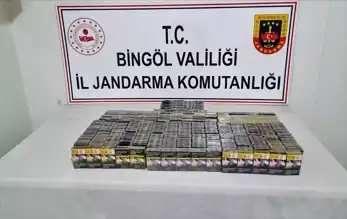 T.C.
BİNGÖL VALİLİĞİ
İL JANDARMA KOMUTANLIĞI